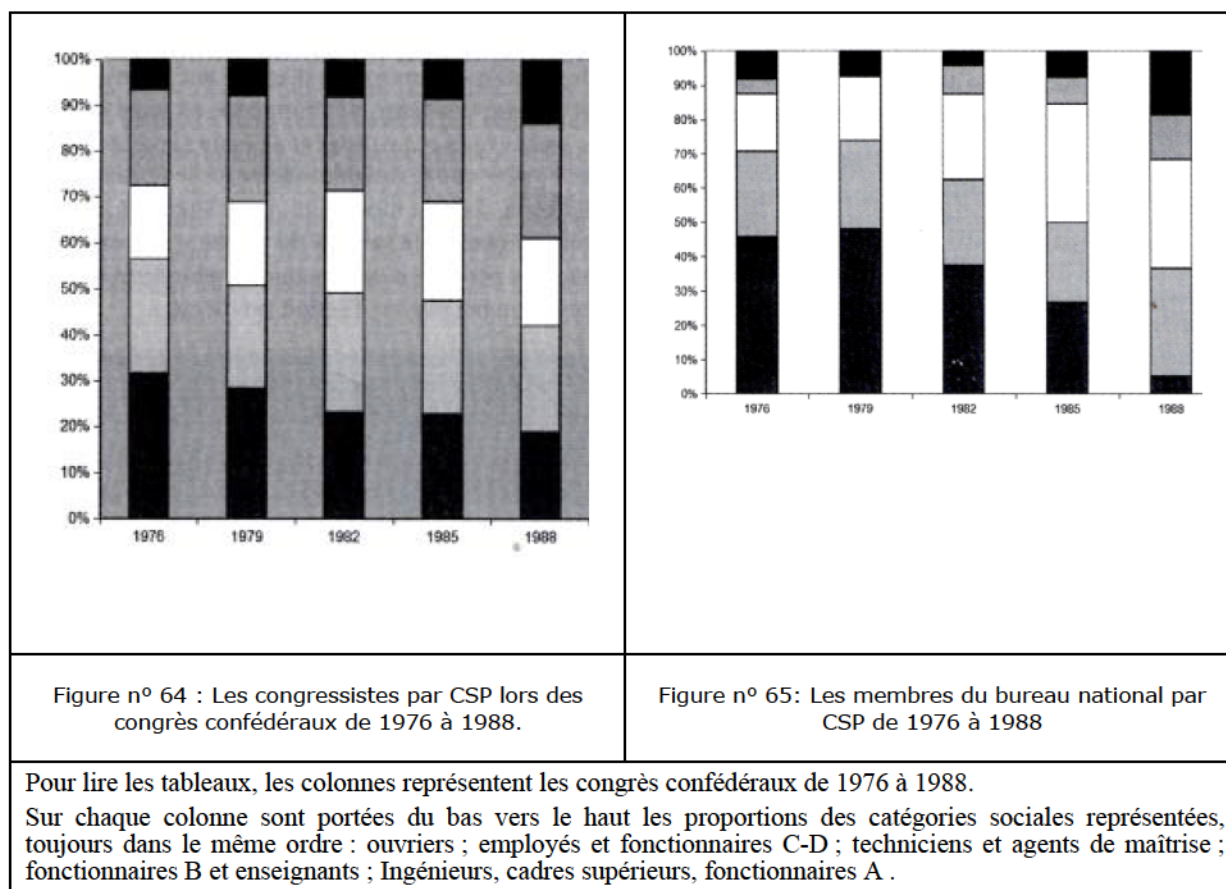 100%
90%
80%
70%
60%
50%
40%
30%
20%
10%
0%
1976 1979 1982 1985 1988
100%
90%
80%
70%
60%
50%
40%
30%
20%
10%
0%
1976 1979 1982 1985 1988
Figure nº 64 : Les congressistes par CSP lors des
congrès confédéraux de 1976 à 1988.
Figure nº 65: Les membres du bureau national par
CSP de 1976 à 1988
Pour lire les tableaux, les colonnes représentent les congrès confédéraux de 1976 à 1988.
Sur chaque colonne sont portées du bas vers le haut les proportions des catégories sociales représentées,
toujours dans le même ordre : ouvriers ; employés et fonctionnaires C-D ; techniciens et agents de maîtrise ;
fonctionnaires B et enseignants ; Ingénieurs, cadres supérieurs, fonctionnaires A .